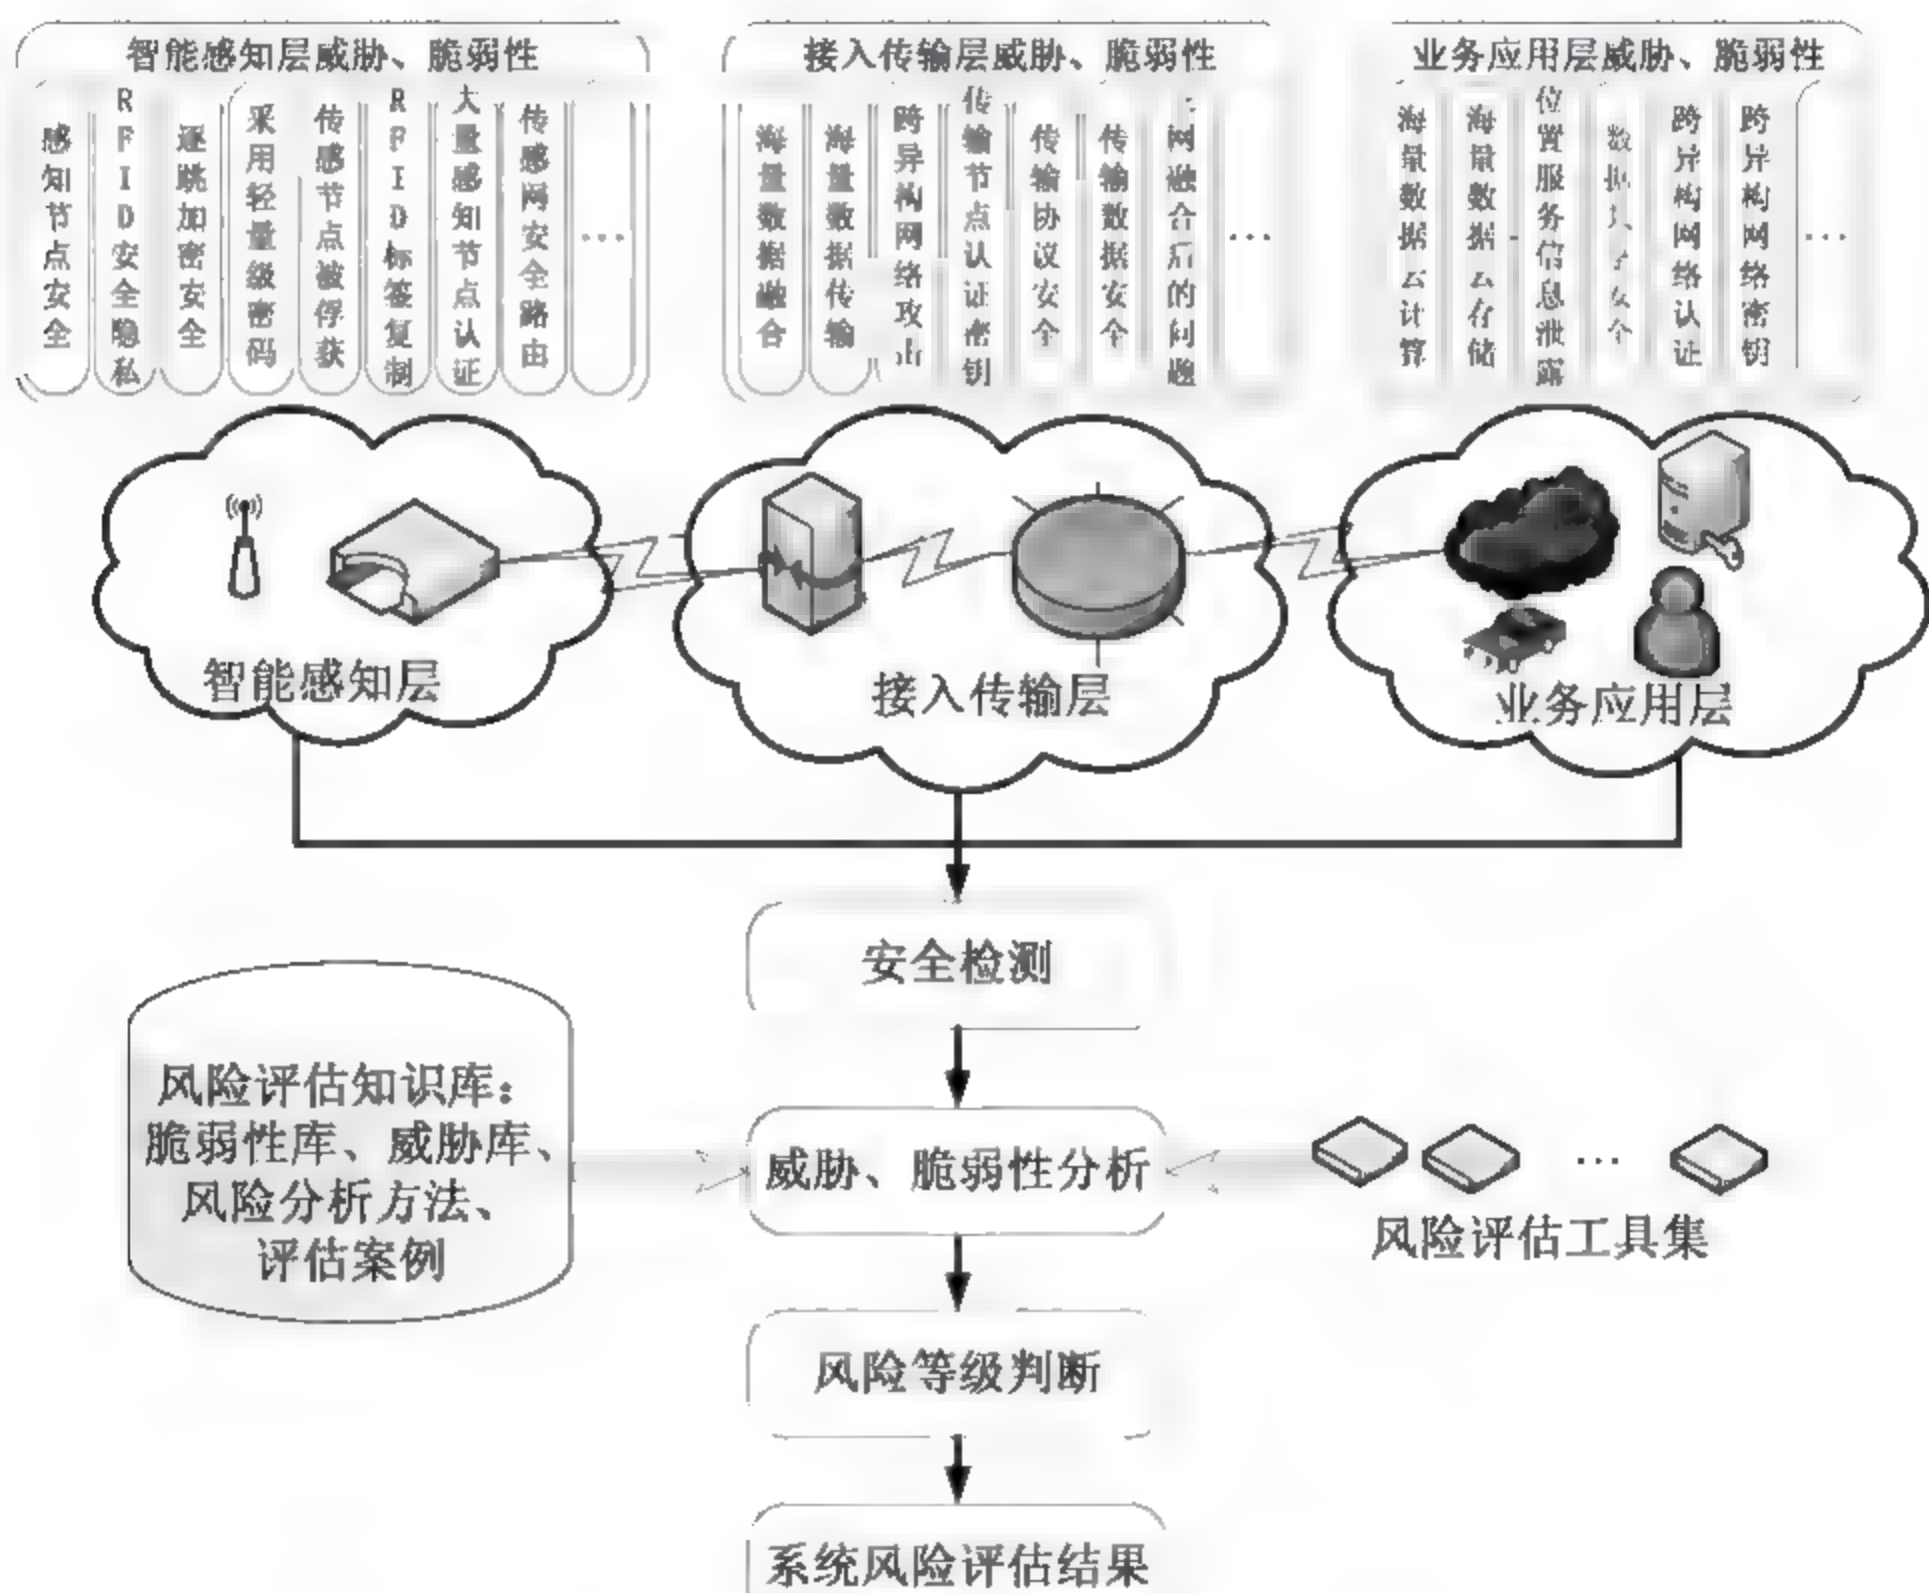 智能感知层威胁、脆弱性
感知节点安全
RFID安全隐私
逐跳加密安全
采用轻量级密码
传感节点被俘获
RFID标签复制
大量感知节点认证
传感网安全路由
...
接入传输层威胁、脆弱性
海量数据融合
海量数据传输
跨异构网络攻击
传输节点认证密钥
传输协议安全
传输数据安全
网融合后的问题
...
业务应用层威胁、脆弱性
海量数据云计算
海量数据云存储
位置服务信息泄露
数据 安全
跨异构网络认证
跨异构网络密钥
...
智能感知层
接入传输层
业务应用层
安全检测
风险评估知识库：
脆弱性库、威胁库、
风险分析方法、
评估案例
威胁、脆弱性分析
...
风险评估工具集
风险等级判断
系统风险评估结果